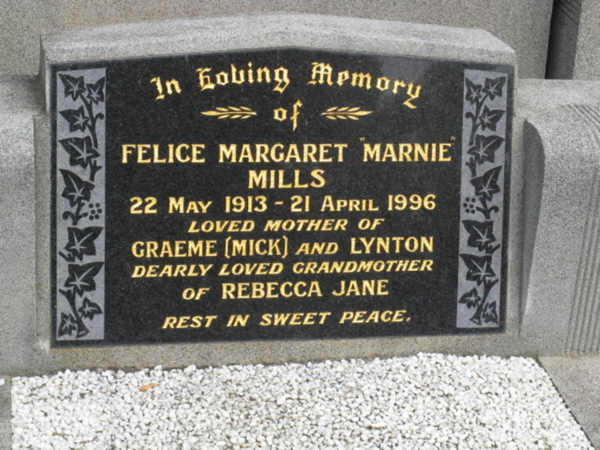 In Loving Memory
of
FELICE MARGARET "MARNIE"
MILLS
22 MAY 1913 - 21 APRIL 1996
LOVED MOTHER OF
GRAEME (MICK) AND LYNTON
DEARLY LOVED GRANDMOTHER
OF REBECCA JANE
REST IN SWEET PEACE.